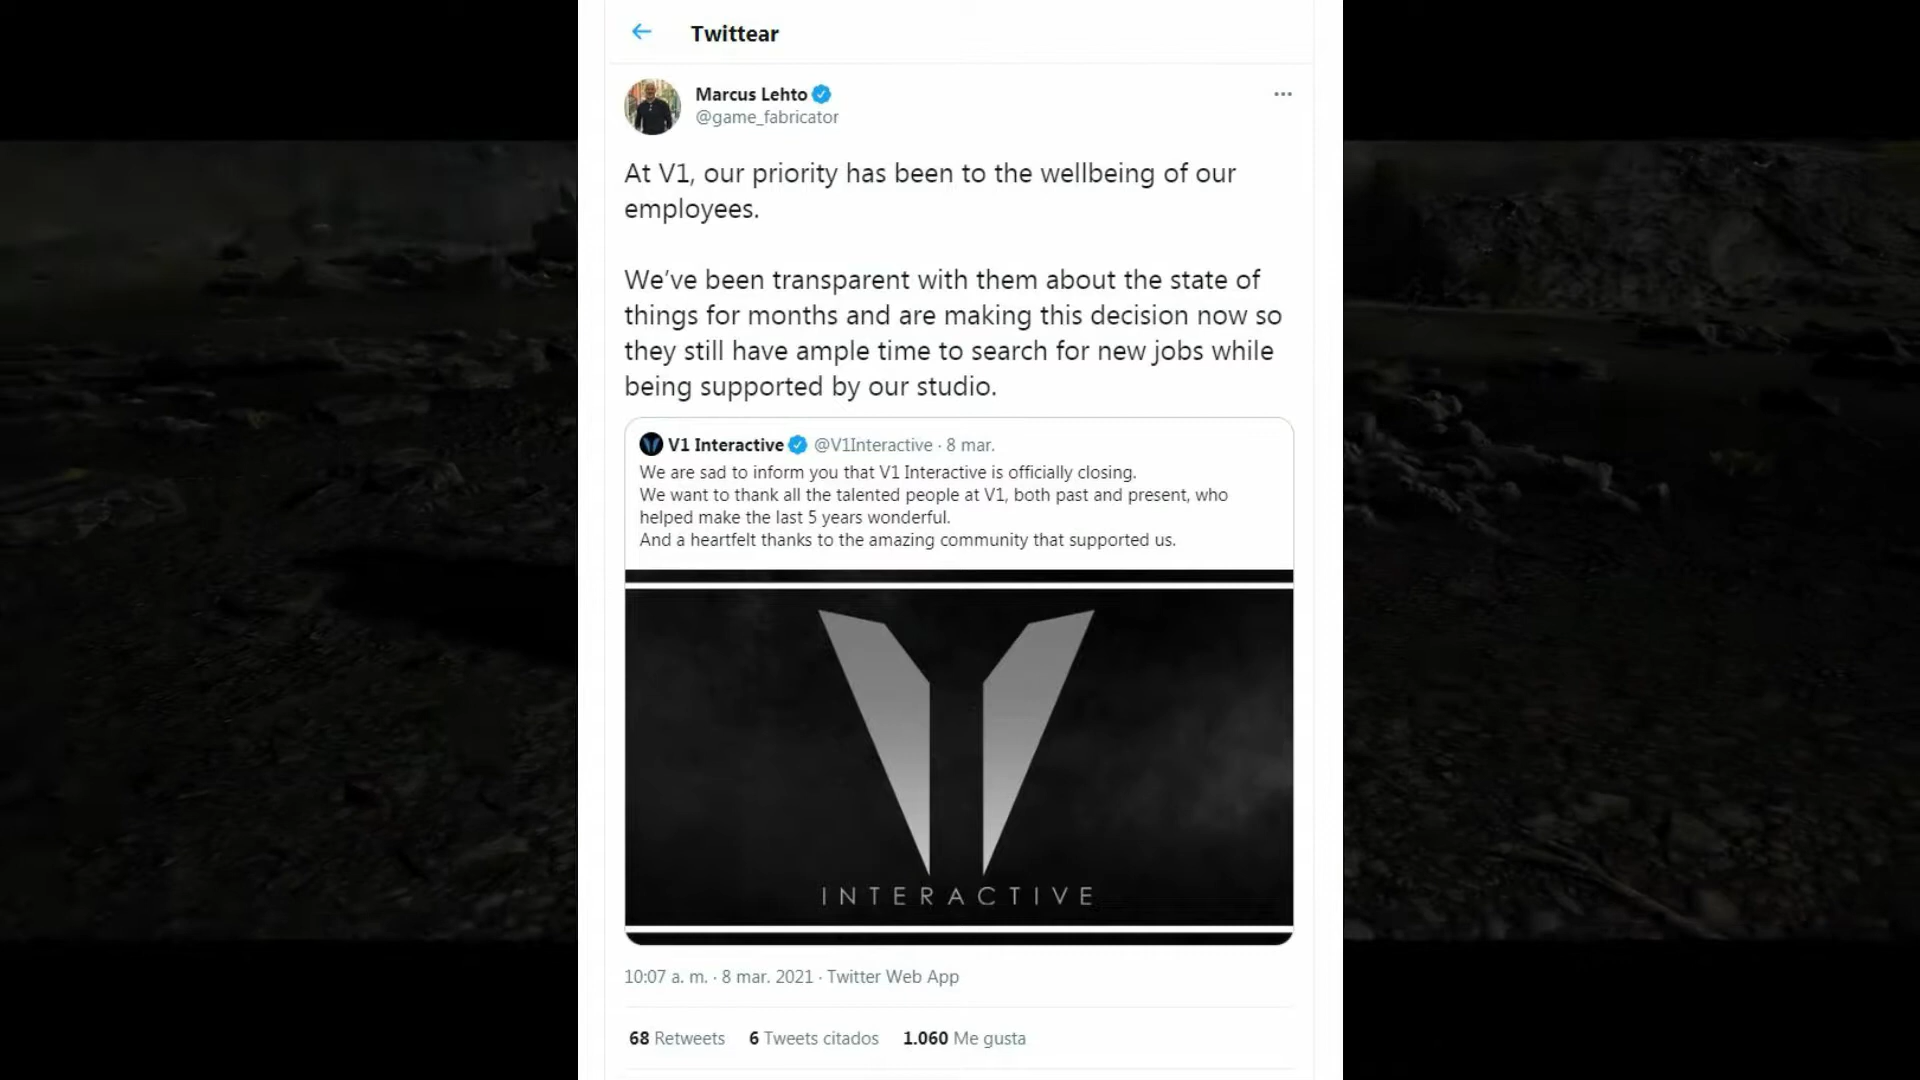 Twittear
Marcus Lehto
@game_fabricator
At V1, our priority has been to the wellbeing of our
employees.
We’ve been transparent with them about the state of
things for months and are making this decision now so
they still have ample time to search for new jobs while
being supported by our studio.
V1 Interactive @V1Interactive · 8 mar.
We are sad to inform you that V1 Interactive is officially closing.
We want to thank all the talented people at V1, both past and present, who
helped make the last 5 years wonderful.
And a heartfelt thanks to the amazing community that supported us.
INTERACTIVE
10:07 a. m. · 8 mar. 2021 · Twitter Web App
68 Retweets 6 Tweets citados 1.060 Me gusta